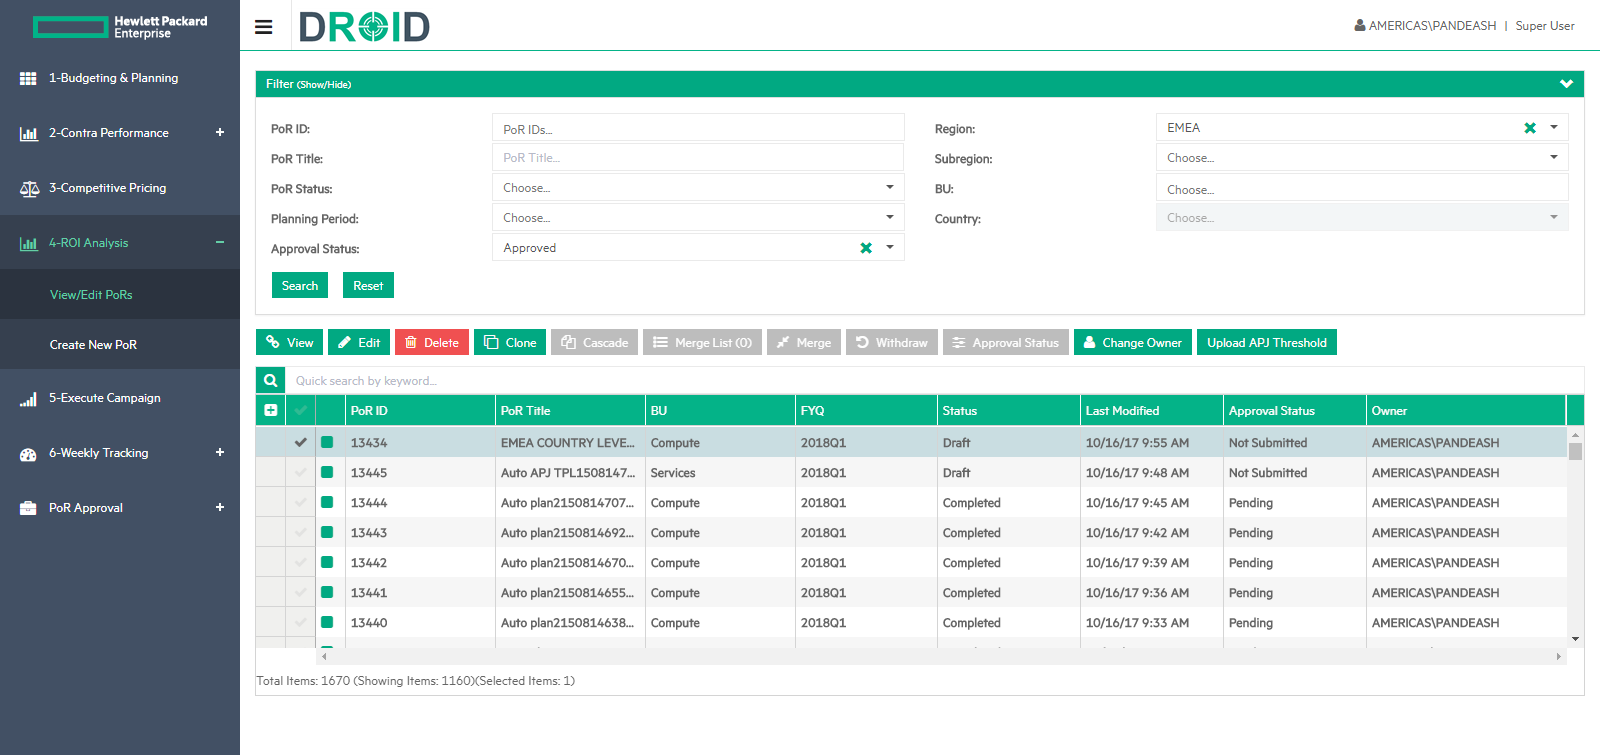 Hewlett Packard
Enterprise
DROID
AMERICAS\PANDEASH | Super User
1-Budgeting & Planning
2-Contra Performance +
3-Competitive Pricing
4-ROI Analysis −
View/Edit PoRs
Create New PoR
5-Execute Campaign
6-Weekly Tracking +
PoR Approval +
Filter (Show/Hide)
PoR ID: PoR IDs... Region: EMEA
PoR Title: PoR Title... Subregion: Choose...
PoR Status: Choose... BU: Choose...
Planning Period: Choose... Country: Choose...
Approval Status: Approved
Search Reset
View Edit Delete Clone Cascade Merge List (0) Merge Withdraw Approval Status Change Owner Upload APJ Threshold
Quick search by keyword...
PoR ID PoR Title BU FYQ Status Last Modified Approval Status Owner
13434 EMEA COUNTRY LEVE... Compute 2018Q1 Draft 10/16/17 9:55 AM Not Submitted AMERICAS\PANDEASH
13445 Auto APJ TPL1508147... Services 2018Q1 Draft 10/16/17 9:48 AM Not Submitted AMERICAS\PANDEASH
13444 Auto plan2150814707... Compute 2018Q1 Completed 10/16/17 9:45 AM Pending AMERICAS\PANDEASH
13443 Auto plan2150814692... Compute 2018Q1 Completed 10/16/17 9:42 AM Pending AMERICAS\PANDEASH
13442 Auto plan2150814670... Compute 2018Q1 Completed 10/16/17 9:39 AM Pending AMERICAS\PANDEASH
13441 Auto plan2150814655... Compute 2018Q1 Completed 10/16/17 9:36 AM Pending AMERICAS\PANDEASH
13440 Auto plan2150814638... Compute 2018Q1 Completed 10/16/17 9:33 AM Pending AMERICAS\PANDEASH
Total Items: 1670 (Showing Items: 1160)(Selected Items: 1)